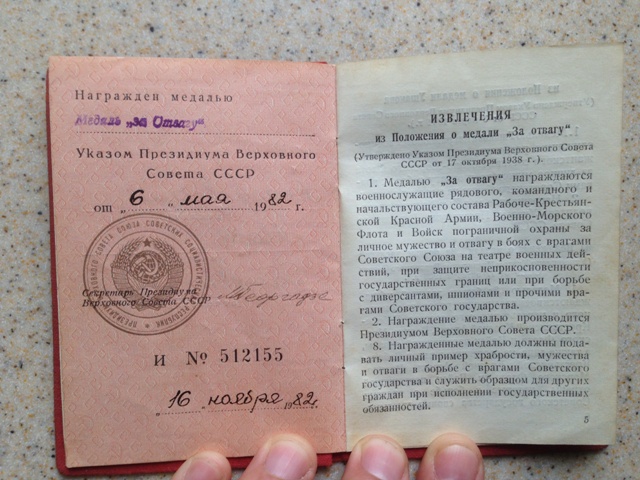 Награжден медалью
Медаль „за Отвагу"
Указом Президиума Верховного
Совета СССР
от „6" мая 1982 г.
Секретарь Президиума
Верховного Совета СССР
И № 512155
„16" ноября 1982.
ИЗВЛЕЧЕНИЯ
из Положения о медали „За отвагу"
(Утверждено Указом Президиума Верховного Совета
СССР от 17 октября 1938 г.).
1. Медалью „За отвагу" награждаются
военнослужащие рядового, командного и
начальствующего состава Рабоче-Крестьян-
ской Красной Армии, Военно-Морского
Флота и Войск пограничной охраны за
личное мужество и отвагу в боях с врагами
Советского Союза на театре военных дей-
ствий, при защите неприкосновенности
государственных границ или при борьбе
с диверсантами, шпионами и прочими вра-
гами Советского государства.
2. Награждение медалью производится
Президиумом Верховного Совета СССР.
8. Награжденные медалью должны пода-
вать личный пример храбрости, мужества
и отваги в борьбе с врагами Советского
государства и служить образцом для других
граждан при исполнении государственных
обязанностей.
5